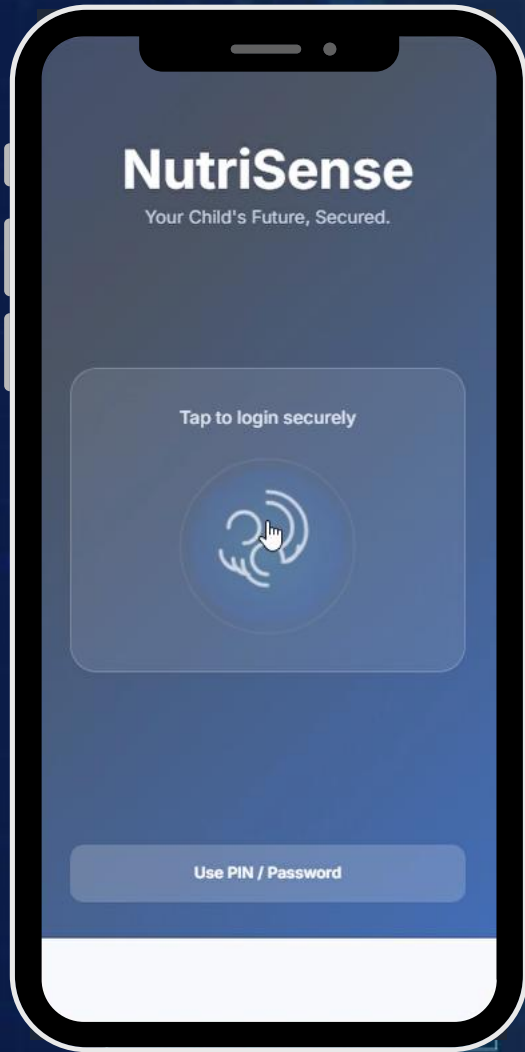 NutriSense
Your Child's Future, Secured.
Tap to login securely
Use PIN / Password